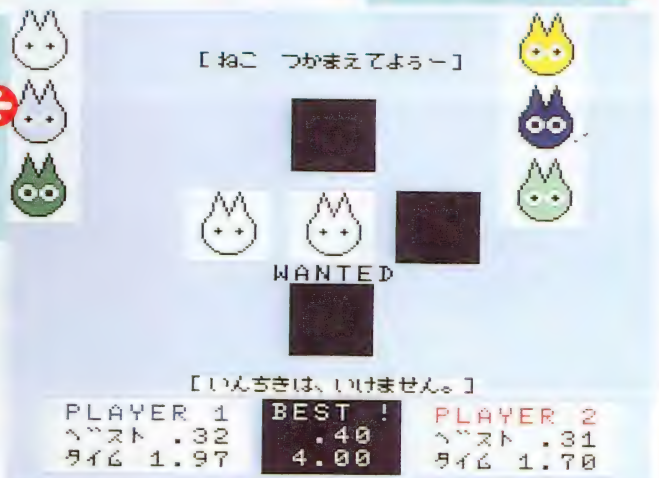 [ねこ つかまえてよぅー]
WANTED
[いんちきは、いけません。]
PLAYER 1
ベスト .32
タイム 1.97
BEST !
.40
4.00
PLAYER 2
ベスト .31
タイム 1.70